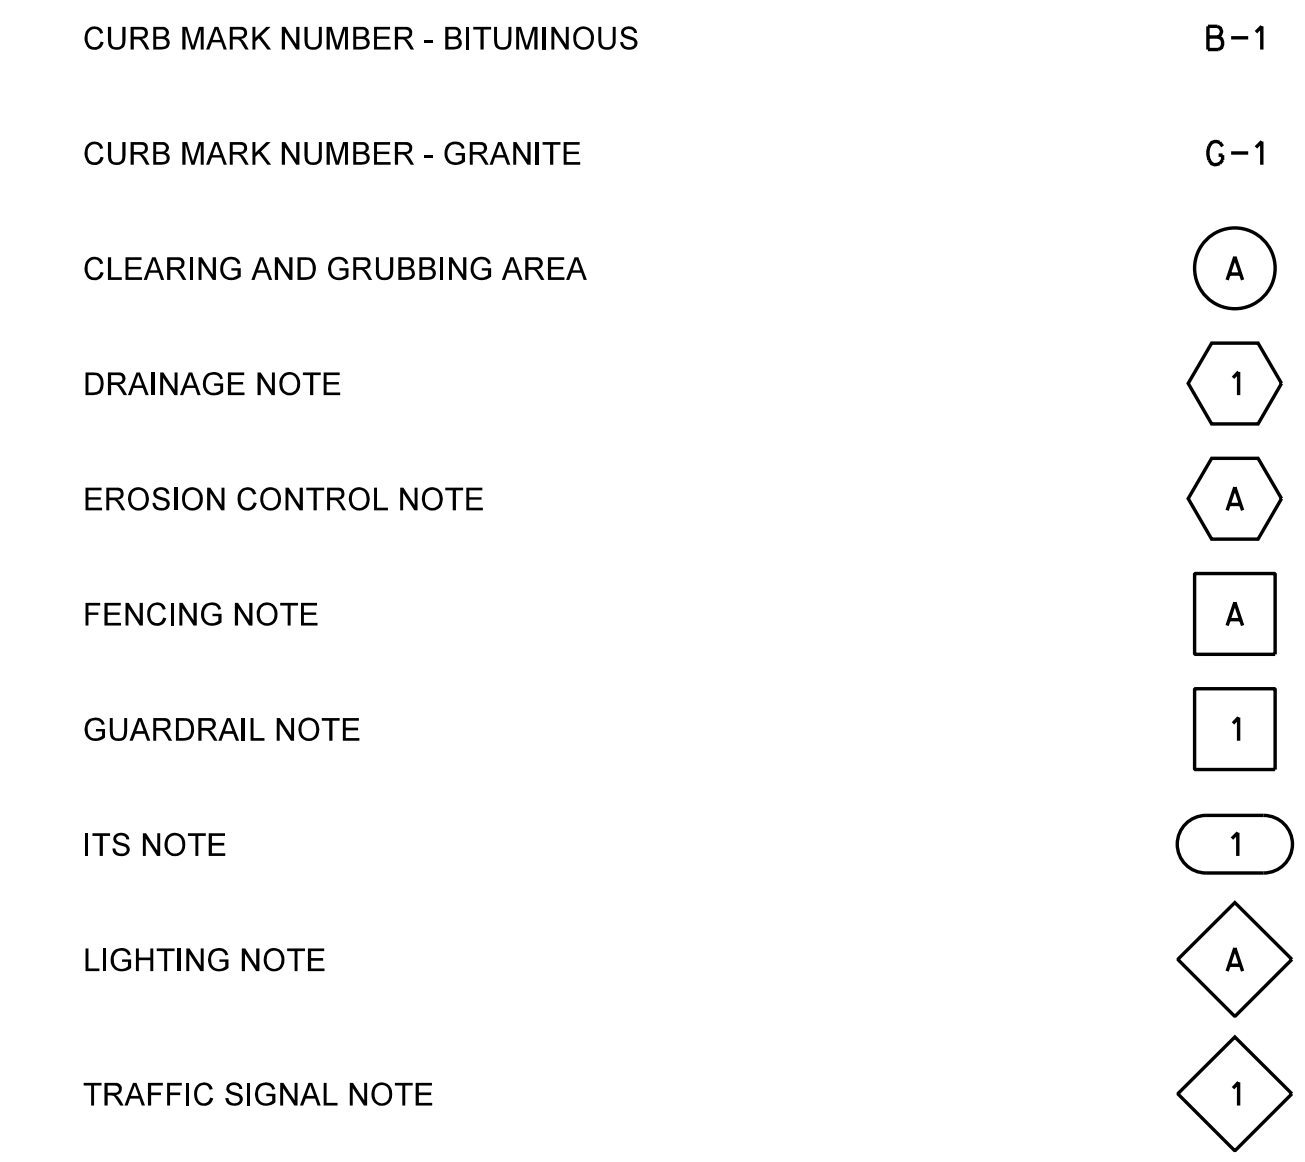 CURB MARK NUMBER - BITUMINOUS B-1
CURB MARK NUMBER - GRANITE G-1
CLEARING AND GRUBBING AREA A
DRAINAGE NOTE 1
EROSION CONTROL NOTE A
FENCING NOTE A
GUARDRAIL NOTE 1
ITS NOTE 1
LIGHTING NOTE A
TRAFFIC SIGNAL NOTE 1